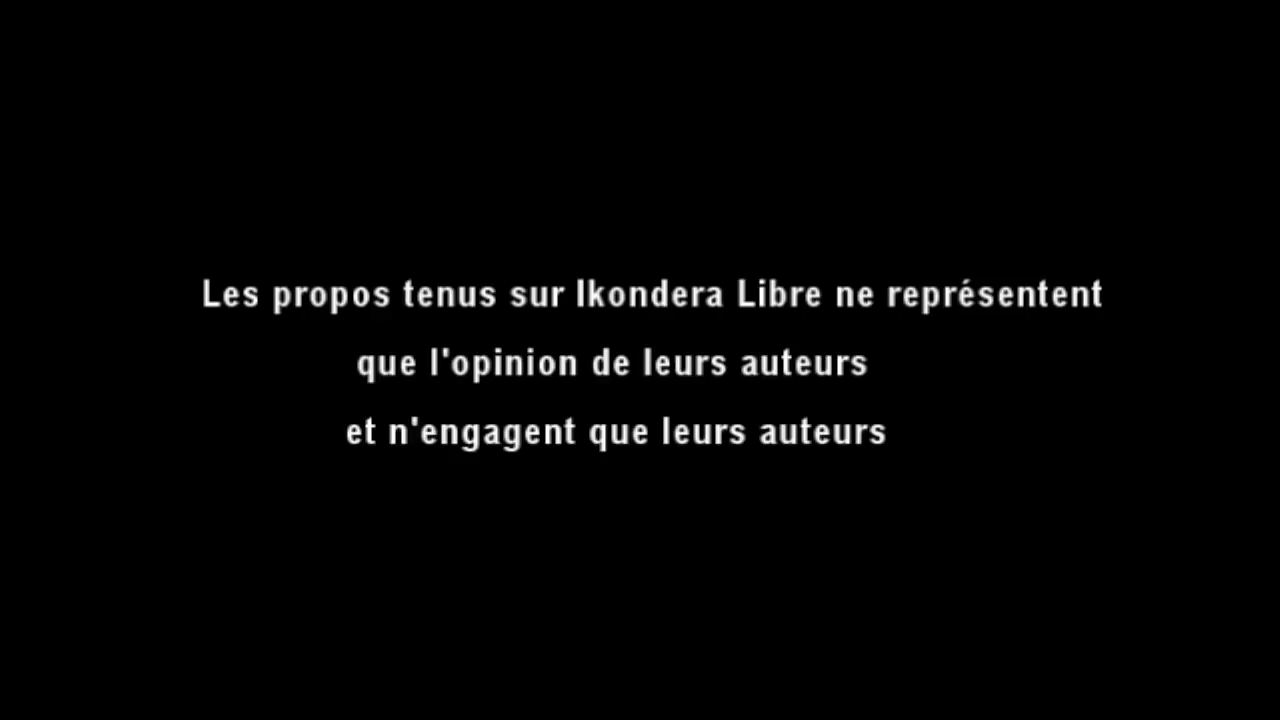 Les propos tenus sur Ikondera Libre ne représentent
que l'opinion de leurs auteurs
et n'engagent que leurs auteurs